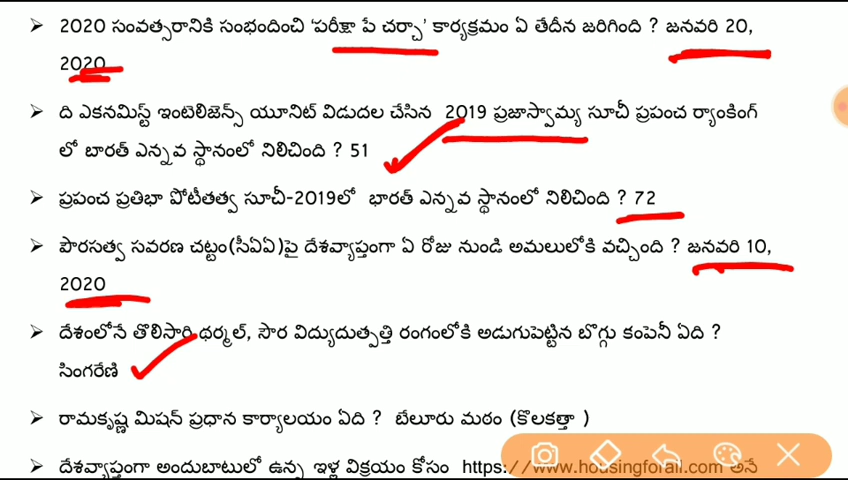 ➢ 2020 సంవత్సరానికి సంభందించి 'పరీక్షా పే చర్చా' కార్యక్రమం ఏ తేదీన జరిగింది ? జనవరి 20,
2020
➢ ది ఎకనమిస్ట్ ఇంటెలిజెన్స్ యూనిట్ విడుదల చేసిన 2019 ప్రజాస్వామ్య సూచీ ప్రపంచ ర్యాంకింగ్
లో బారత్ ఎన్నవ స్థానంలో నిలిచింది ? 51
➢ ప్రపంచ ప్రతిభా పోటీతత్వ సూచీ-2019లో భారత్ ఎన్నవ స్థానంలో నిలిచింది ? 72
➢ పౌరసత్వ సవరణ చట్టం(సీఏఏ)పై దేశవ్యాప్తంగా ఏ రోజు నుండి అమలులోకి వచ్చింది ? జనవరి 10,
2020
➢ దేశంలోనే తొలిసారి థర్మల్, సౌర విద్యుదుత్పత్తి రంగంలోకి అడుగుపెట్టిన బొగ్గు కంపెనీ ఏది ?
సింగరేణి
➢ రామకృష్ణ మిషన్ ప్రధాన కార్యాలయం ఏది ? బేలూరు మఠం (కొలకత్తా )
➢ దేశవ్యాప్తంగా అందుబాటులో ఉన్న ఇళ్ల విక్రయం కోసం https://www.housingforall.com అనే